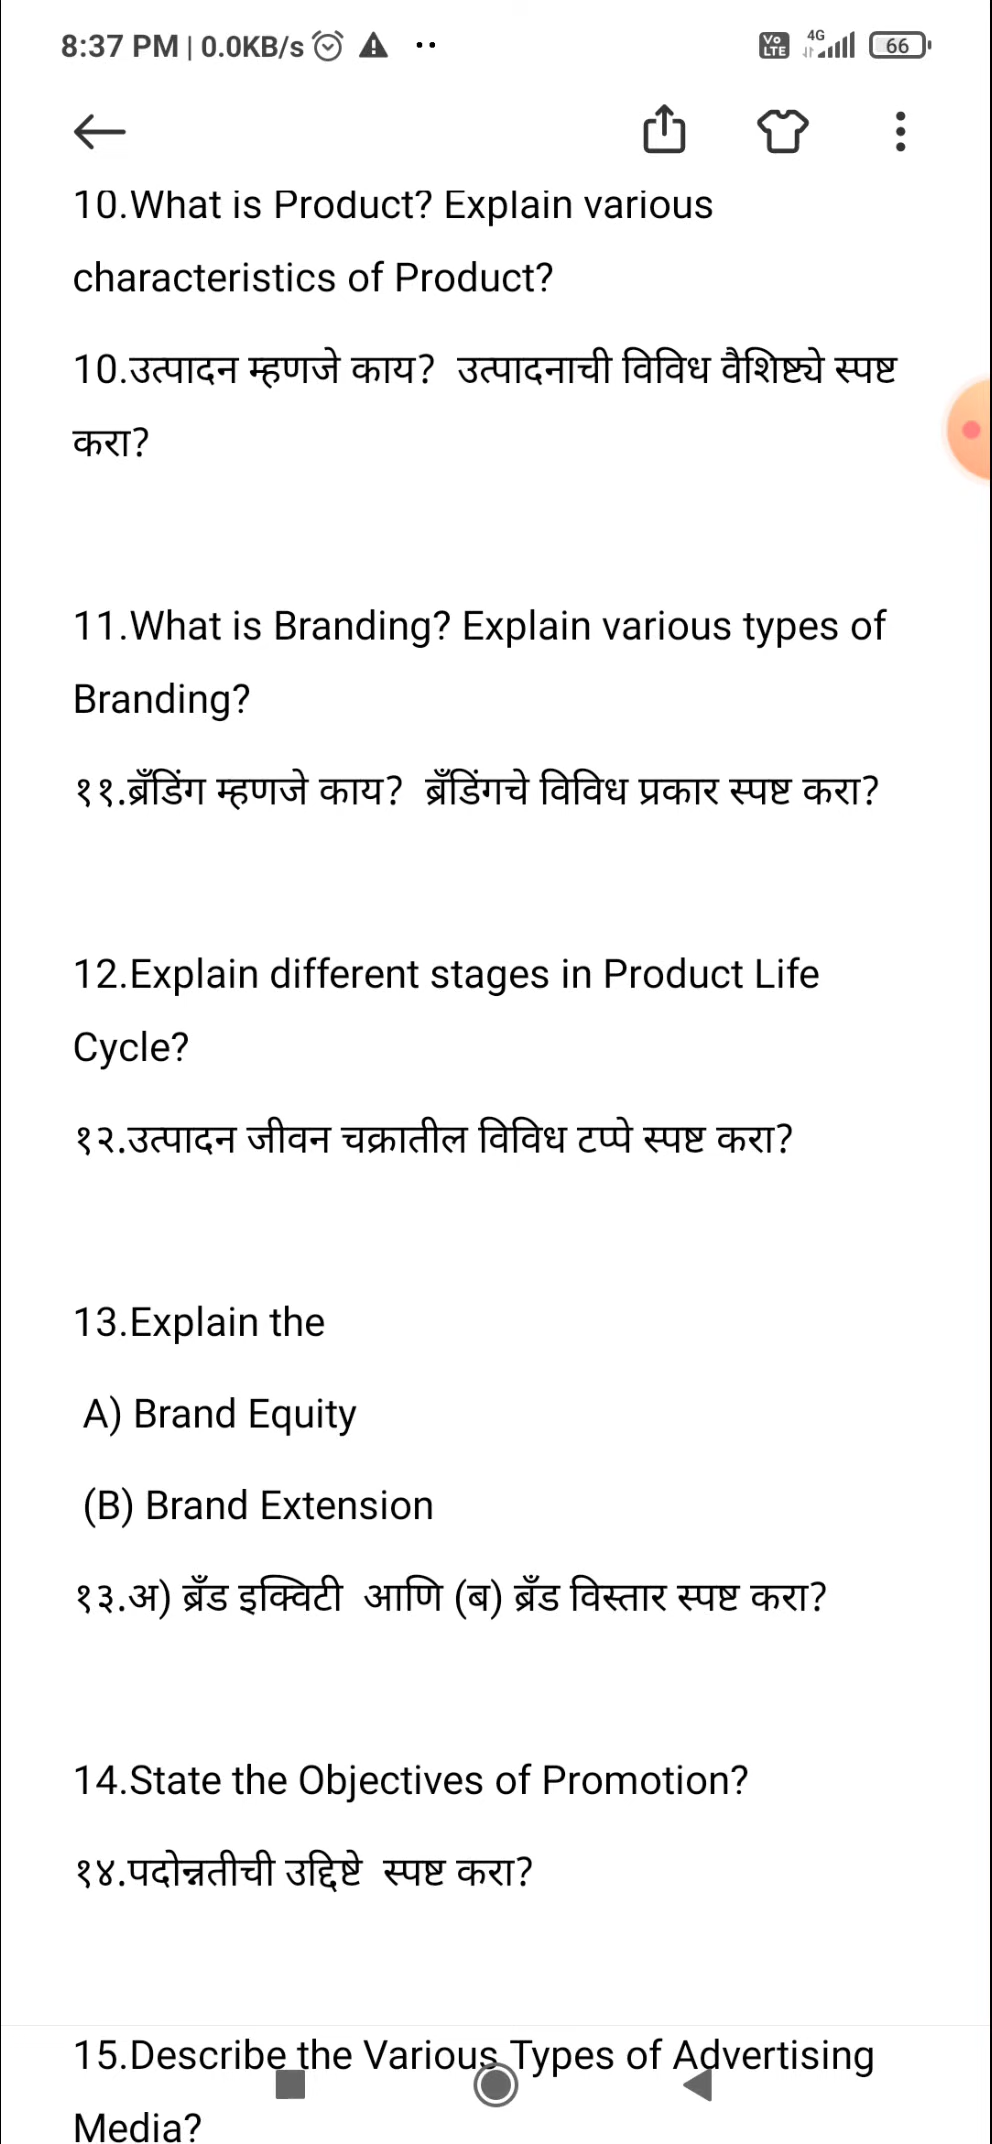 8:37 PM | 0.0KB/s
Vo LTE 4G 66
10.What is Product? Explain various
characteristics of Product?
10.उत्पादन म्हणजे काय? उत्पादनाची विविध वैशिष्ट्ये स्पष्ट
करा?
11.What is Branding? Explain various types of
Branding?
११.ब्रँडिंग म्हणजे काय? ब्रँडिंगचे विविध प्रकार स्पष्ट करा?
12.Explain different stages in Product Life
Cycle?
१२.उत्पादन जीवन चक्रातील विविध टप्पे स्पष्ट करा?
13.Explain the
A) Brand Equity
(B) Brand Extension
१३.अ) ब्रँड इक्विटी आणि (ब) ब्रँड विस्तार स्पष्ट करा?
14.State the Objectives of Promotion?
१४.पदोन्नतीची उद्दिष्टे स्पष्ट करा?
15.Describe the Various Types of Advertising
Media?